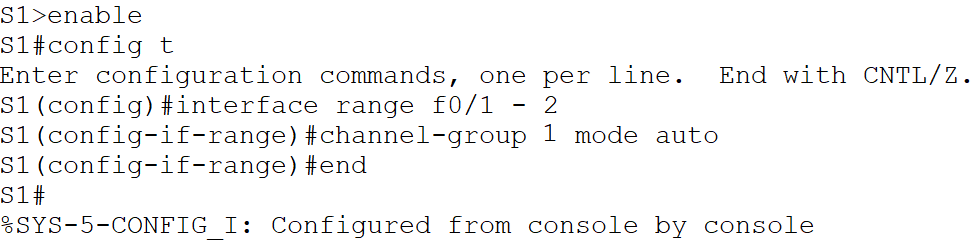 S1>enable
S1#config t
Enter configuration commands, one per line.  End with CNTL/Z.
S1(config)#interface range f0/1 - 2
S1(config-if-range)#channel-group 1 mode auto
S1(config-if-range)#end
S1#
%SYS-5-CONFIG_I: Configured from console by console